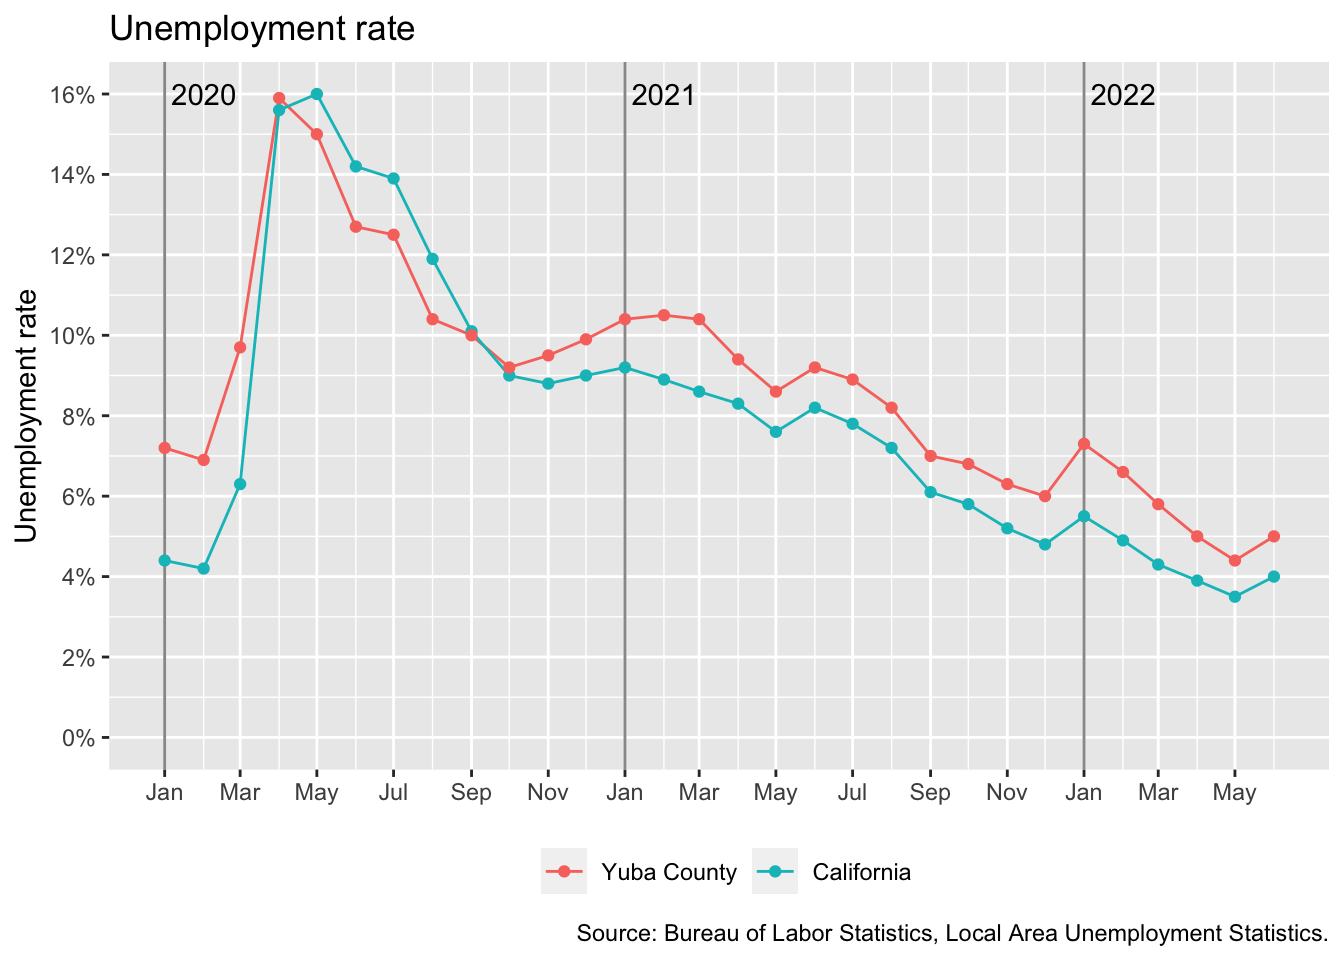 Unemployment rate
2020 2021 2022
16%
14%
12%
10%
8%
6%
4%
2%
0%
Unemployment rate
Jan Mar May Jul Sep Nov Jan Mar May Jul Sep Nov Jan Mar May
Yuba County California
Source: Bureau of Labor Statistics, Local Area Unemployment Statistics.